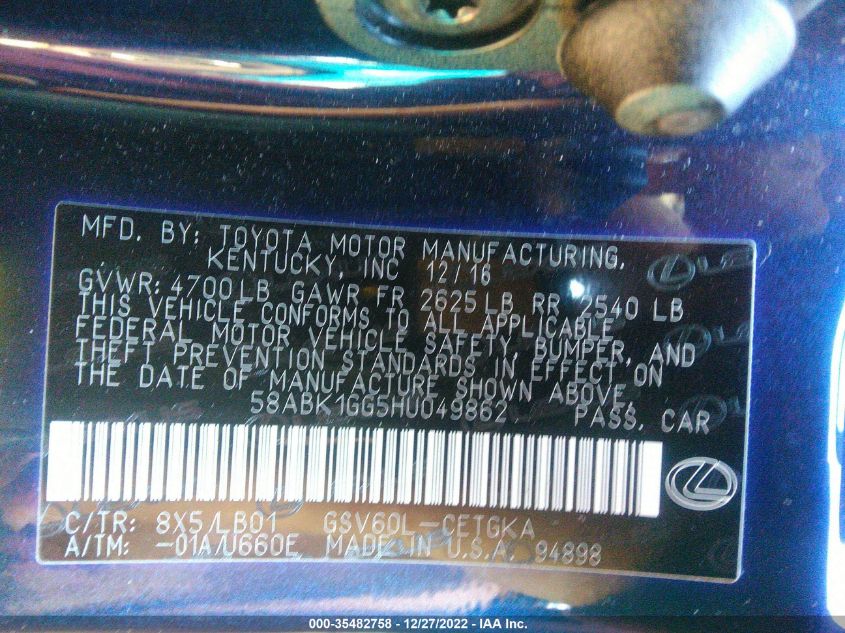 MFD. BY: TOYOTA MOTOR MANUFACTURING,
KENTUCKY, INC 12/16
GVWR: 4700 LB GAWR FR 2625 LB RR 2540 LB
THIS VEHICLE CONFORMS TO ALL APPLICABLE
FEDERAL MOTOR VEHICLE SAFETY, BUMPER, AND
THEFT PREVENTION STANDARDS IN EFFECT ON
THE DATE OF MANUFACTURE SHOWN ABOVE.
58ABK1GG5HU049862 PASS. CAR
C/TR: 8X5/LB01 GSV60L-CETGKA
A/TM: -01A/U660E MADE IN U.S.A. 94898
000-35482758 - 12/27/2022 - IAA Inc.